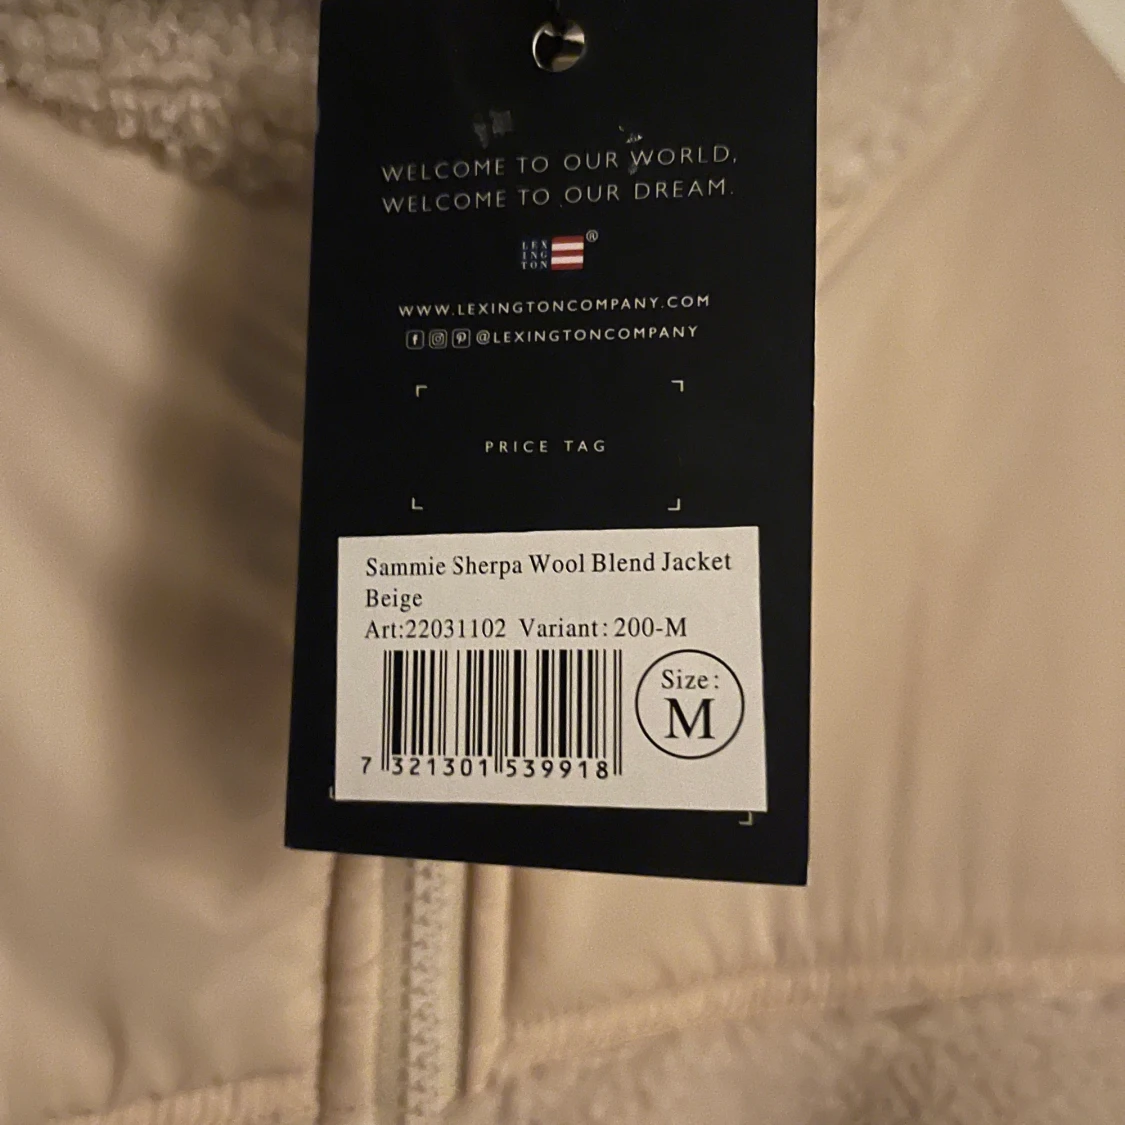 WELCOME TO OUR WORLD,
WELCOME TO OUR DREAM.
LEX
ING
TON
®
WWW.LEXINGTONCOMPANY.COM
@LEXINGTONCOMPANY
PRICE TAG
Sammie Sherpa Wool Blend Jacket
Beige
Art:22031102 Variant: 200-M
Size:
M
7 321301 539918